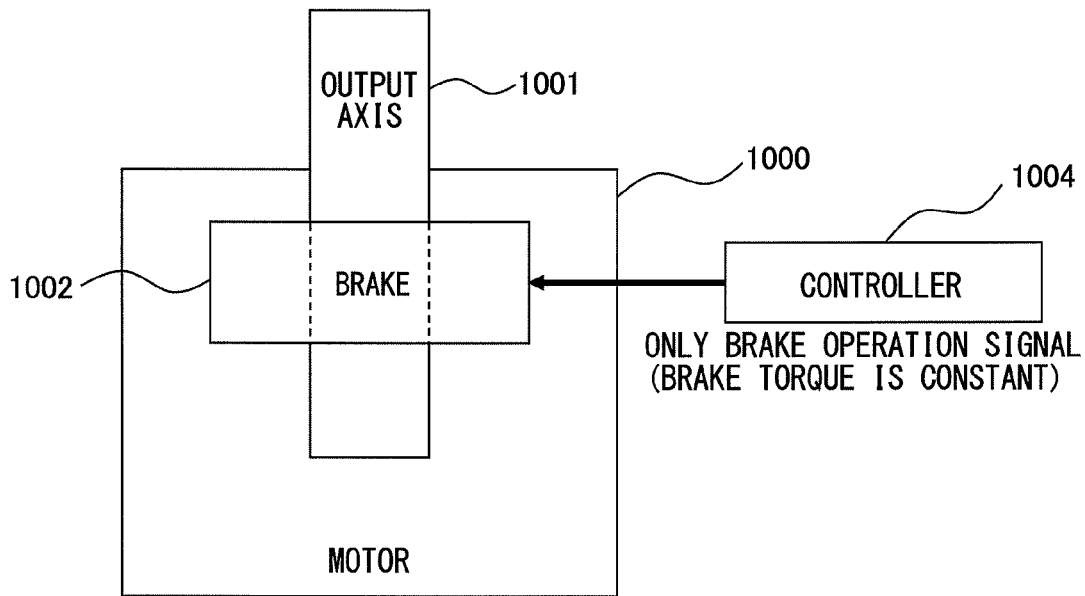 OUTPUT
AXIS
1001
1000
1004
1002
BRAKE
CONTROLLER
ONLY BRAKE OPERATION SIGNAL
(BRAKE TORQUE IS CONSTANT)
MOTOR